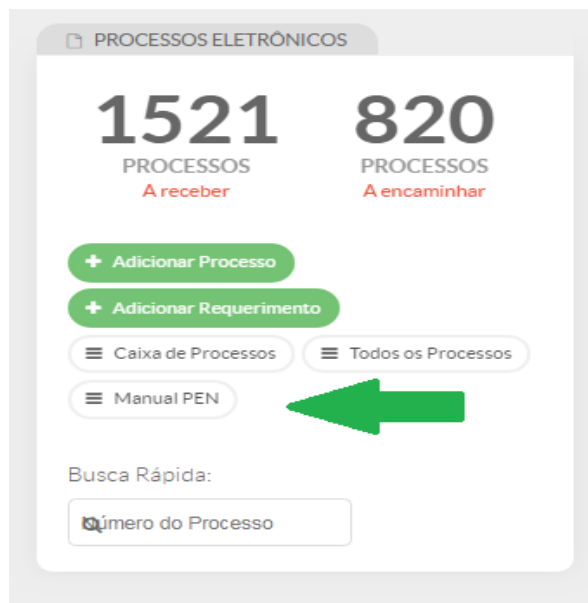 PROCESSOS ELETRÔNICOS
1521 820
PROCESSOS PROCESSOS
A receber A encaminhar
Adicionar Processo
Adicionar Requerimento
Caixa de Processos Todos os Processos
Manual PEN
Busca Rápida:
Número do Processo